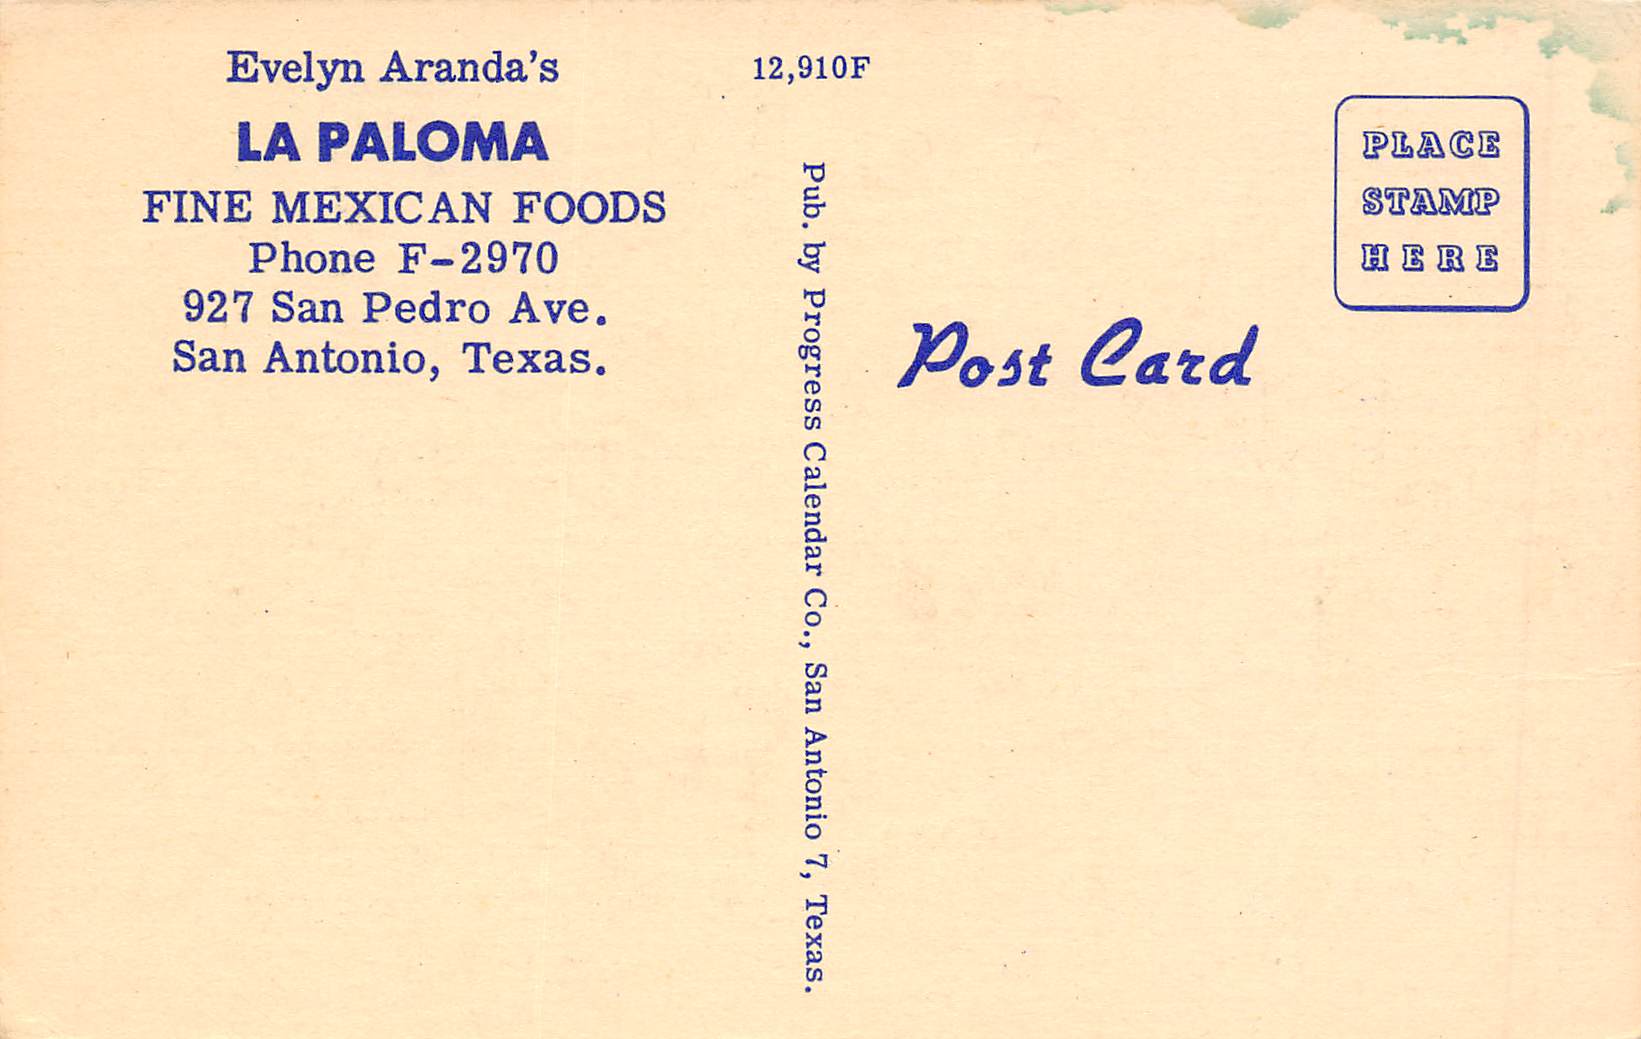 Evelyn Aranda's
LA PALOMA
FINE MEXICAN FOODS
Phone F-2970
927 San Pedro Ave.
San Antonio, Texas.
12,910F
Pub. by Progress Calendar Co., San Antonio 7, Texas.
PLACE
STAMP
HERE
Post Card